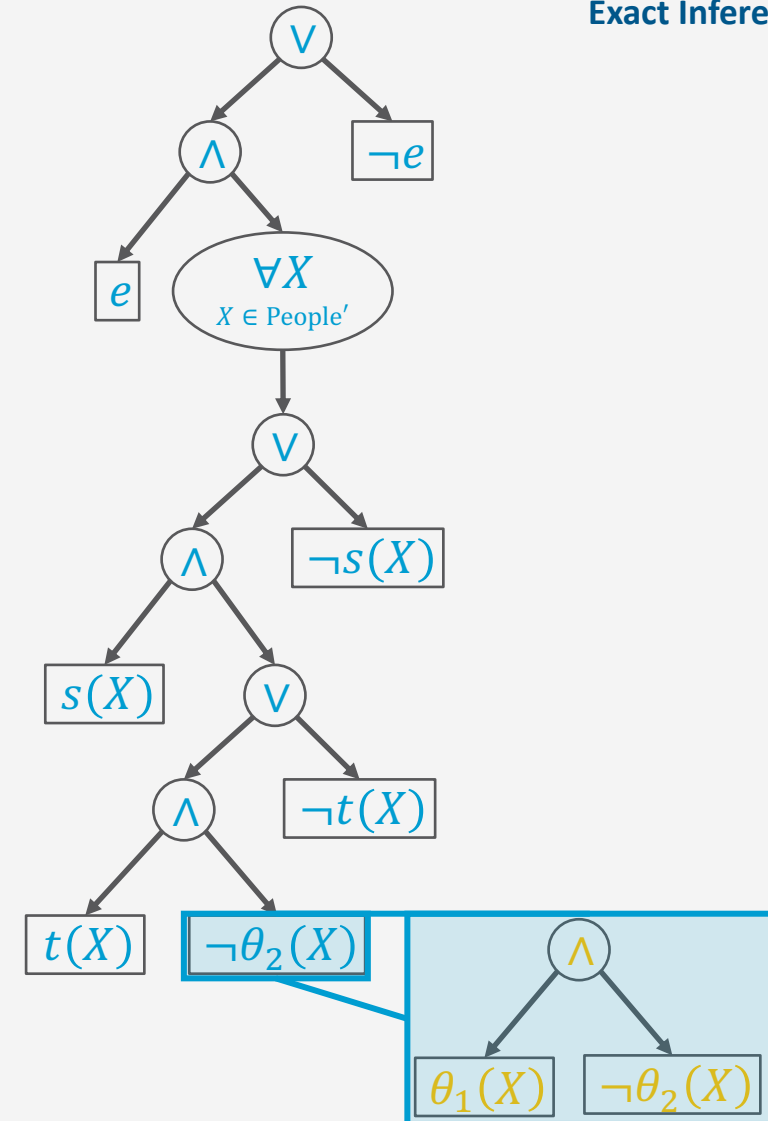 Exact Infere
∨
∧
¬e
e
∀X
X ∈ People′
∨
∧
¬s(X)
s(X)
∨
∧
¬t(X)
t(X)
¬θ₂(X)
∧
θ₁(X)
¬θ₂(X)